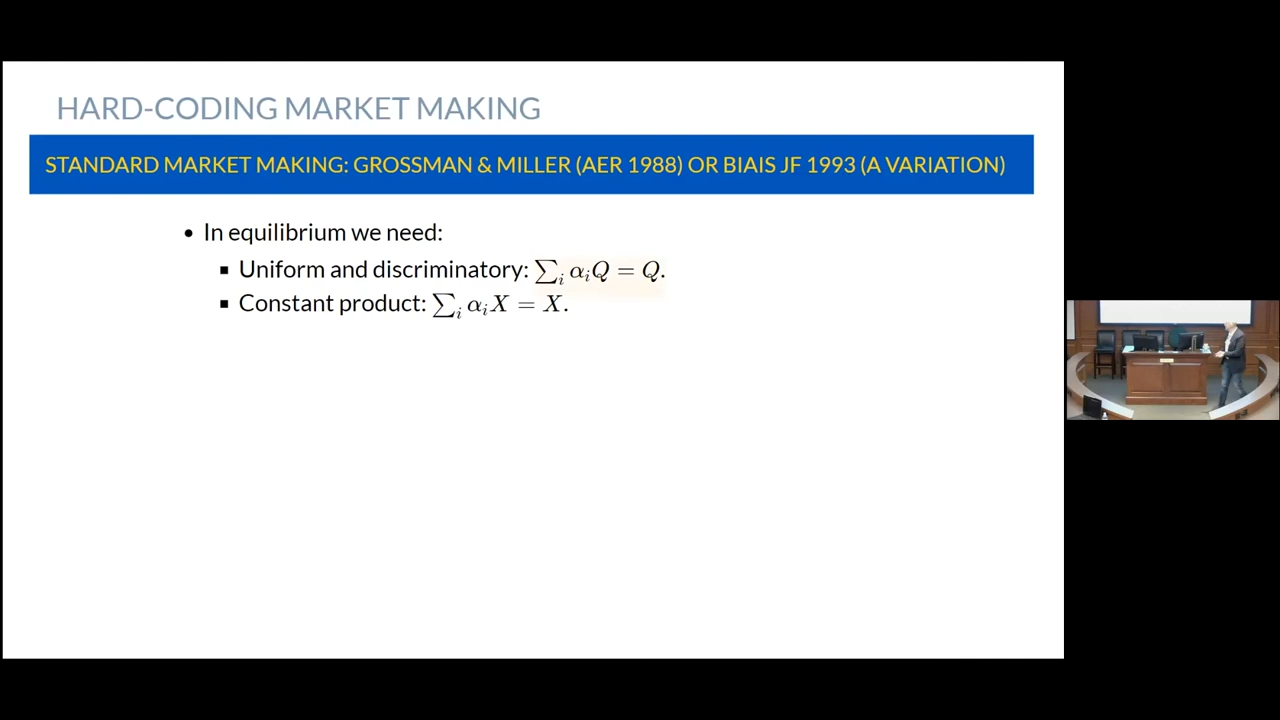 HARD-CODING MARKET MAKING
STANDARD MARKET MAKING: GROSSMAN & MILLER (AER 1988) OR BIAIS JF 1993 (A VARIATION)
• In equilibrium we need:
▪ Uniform and discriminatory: ∑ᵢ αᵢQ = Q.
▪ Constant product: ∑ᵢ αᵢX = X.